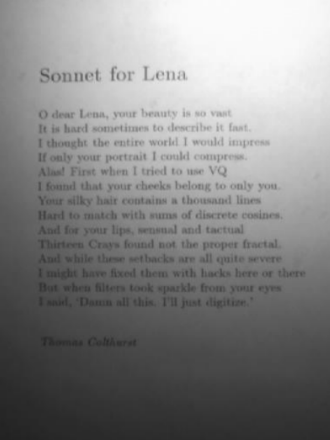 Sonnet for Lena
O dear Lena, your beauty is so vast
It is hard sometimes to describe it fast.
I thought the entire world I would impress
If only your portrait I could compress.
Alas! First when I tried to use VQ
I found that your cheeks belong to only you.
Your silky hair contains a thousand lines
Hard to match with sums of discrete cosines.
And for your lips, sensual and tactual
Thirteen Crays found not the proper fractal.
And while these setbacks are all quite severe
I might have fixed them with hacks here or there
But when filters took sparkle from your eyes
I said, 'Damn all this. I'll just digitize.'
Thomas Colthurst